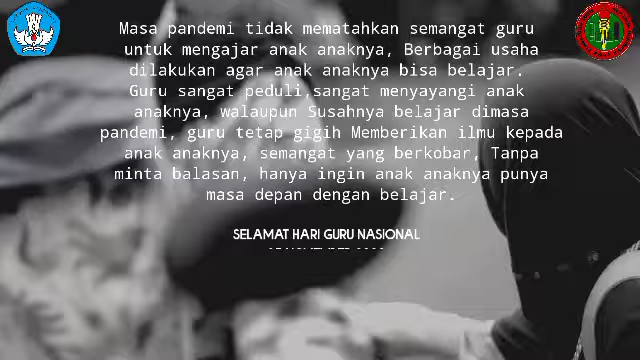 Masa pandemi tidak mematahkan semangat guru
untuk mengajar anak anaknya, Berbagai usaha
dilakukan agar anak anaknya bisa belajar.
Guru sangat peduli,sangat menyayangi anak
anaknya, walaupun Susahnya belajar dimasa
pandemi, guru tetap gigih Memberikan ilmu kepada
anak anaknya, semangat yang berkobar, Tanpa
minta balasan, hanya ingin anak anaknya punya
masa depan dengan belajar.
SELAMAT HARI GURU NASIONAL